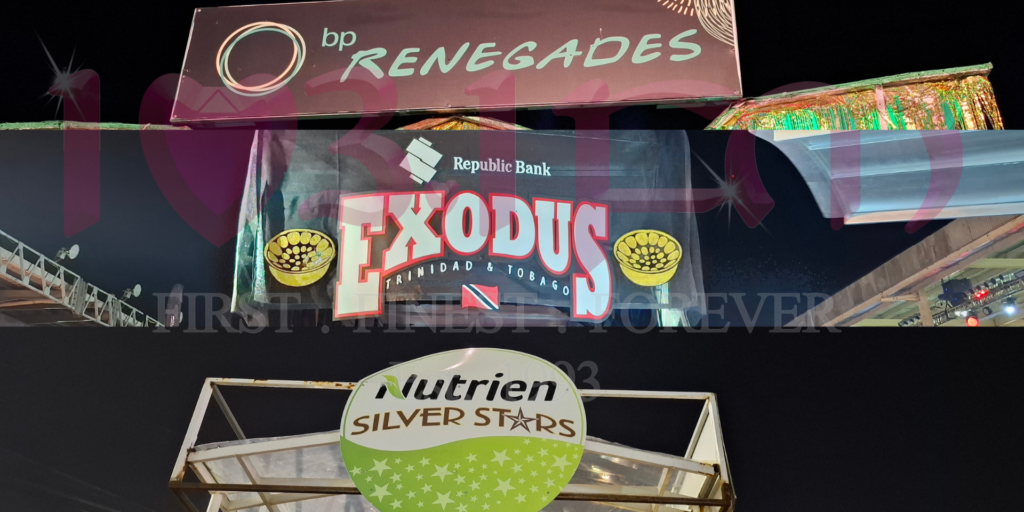 bp
RENEGADES
Republic Bank
EXODUS
TRINIDAD & TOBAGO
FIRST . FINEST . FOREVER
Nutrien
SILVER STARS